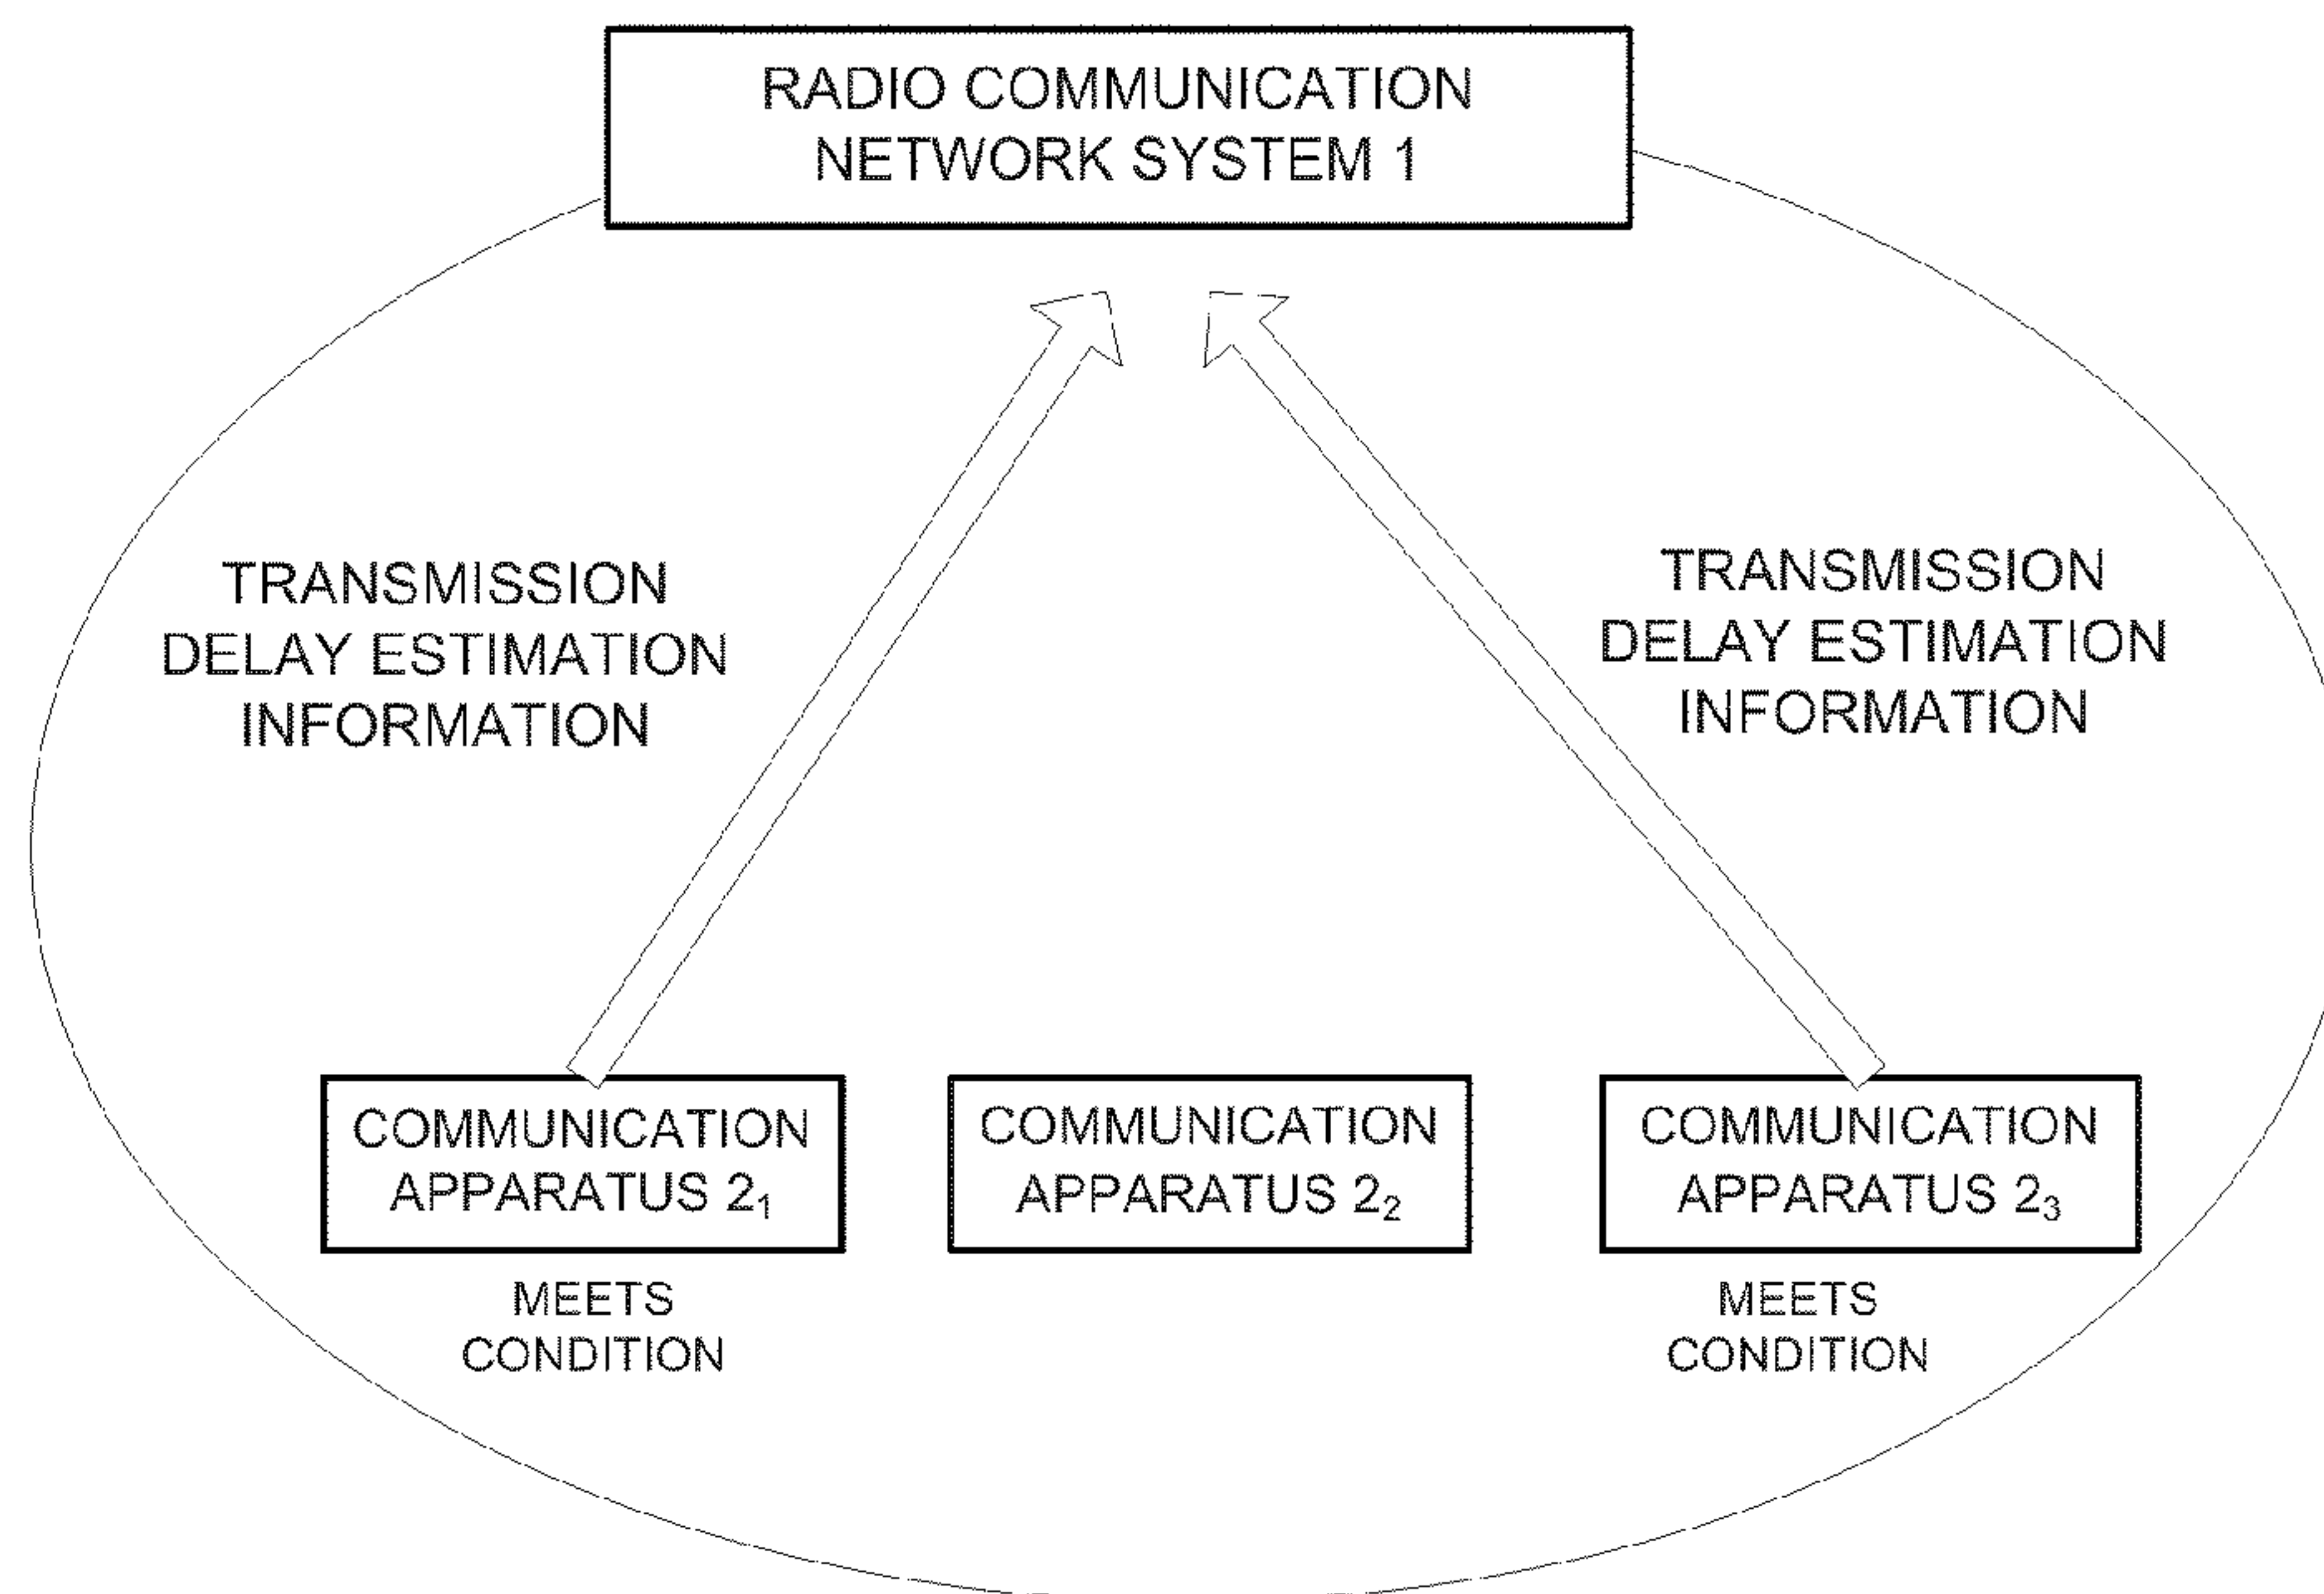 RADIO COMMUNICATION
NETWORK SYSTEM 1
TRANSMISSION
DELAY ESTIMATION
INFORMATION
TRANSMISSION
DELAY ESTIMATION
INFORMATION
COMMUNICATION
APPARATUS 2₁
COMMUNICATION
APPARATUS 2₂
COMMUNICATION
APPARATUS 2₃
MEETS
CONDITION
MEETS
CONDITION